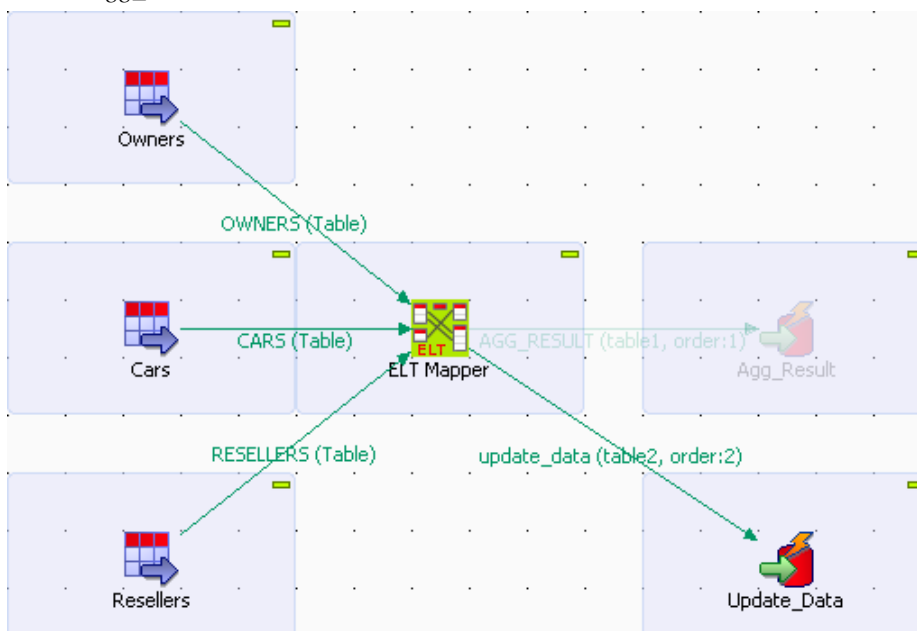 Owners
OWNERS (Table)
CARS (Table)
AGG_RESULT (table1, order:1)
ELT
Cars
ELT Mapper
Agg_Result
RESELLERS (Table)
update_data (table2, order:2)
Resellers
Update_Data